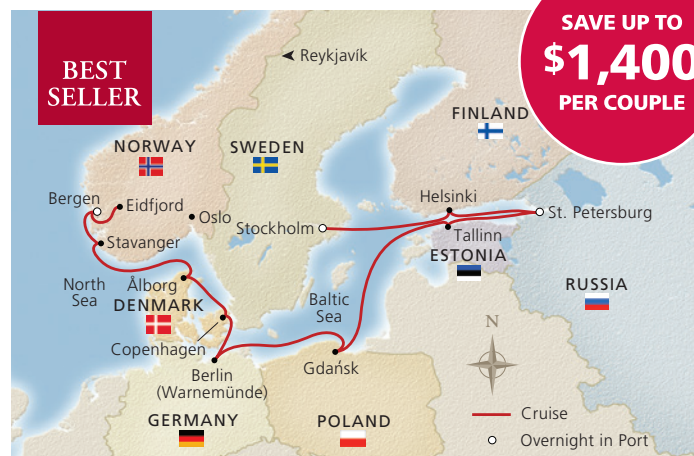 BEST
SELLER
SAVE UP TO
$1,400
PER COUPLE
Reykjavík
FINLAND
NORWAY
SWEDEN
Bergen
Eidfjord
Helsinki
Oslo
St. Petersburg
Stockholm
Stavanger
Tallinn
ESTONIA
North
Sea
Ålborg
RUSSIA
DENMARK
Baltic
Sea
N
Copenhagen
Gdańsk
Berlin
(Warnemünde)
GERMANY
POLAND
Cruise
Overnight in Port